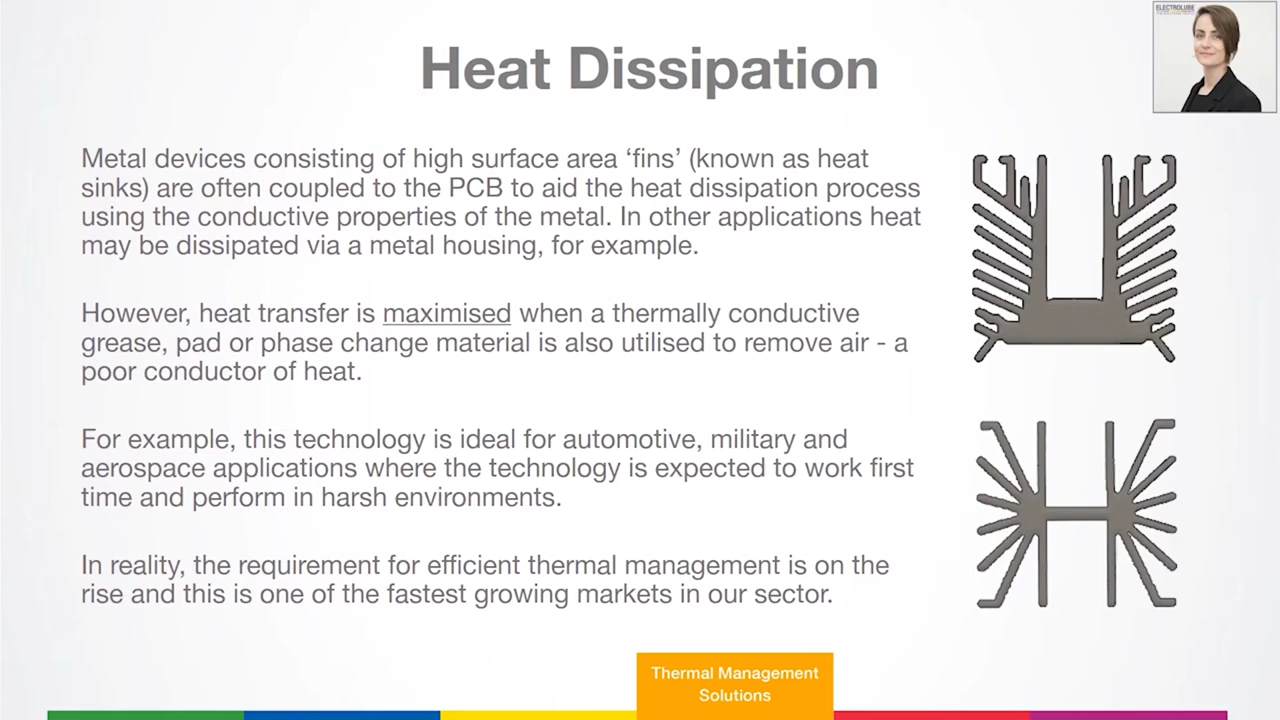 ELECTROLUBE
Heat Dissipation
Metal devices consisting of high surface area ‘fins’ (known as heat
sinks) are often coupled to the PCB to aid the heat dissipation process
using the conductive properties of the metal. In other applications heat
may be dissipated via a metal housing, for example.
However, heat transfer is maximised when a thermally conductive
grease, pad or phase change material is also utilised to remove air - a
poor conductor of heat.
For example, this technology is ideal for automotive, military and
aerospace applications where the technology is expected to work first
time and perform in harsh environments.
In reality, the requirement for efficient thermal management is on the
rise and this is one of the fastest growing markets in our sector.
Thermal Management
Solutions